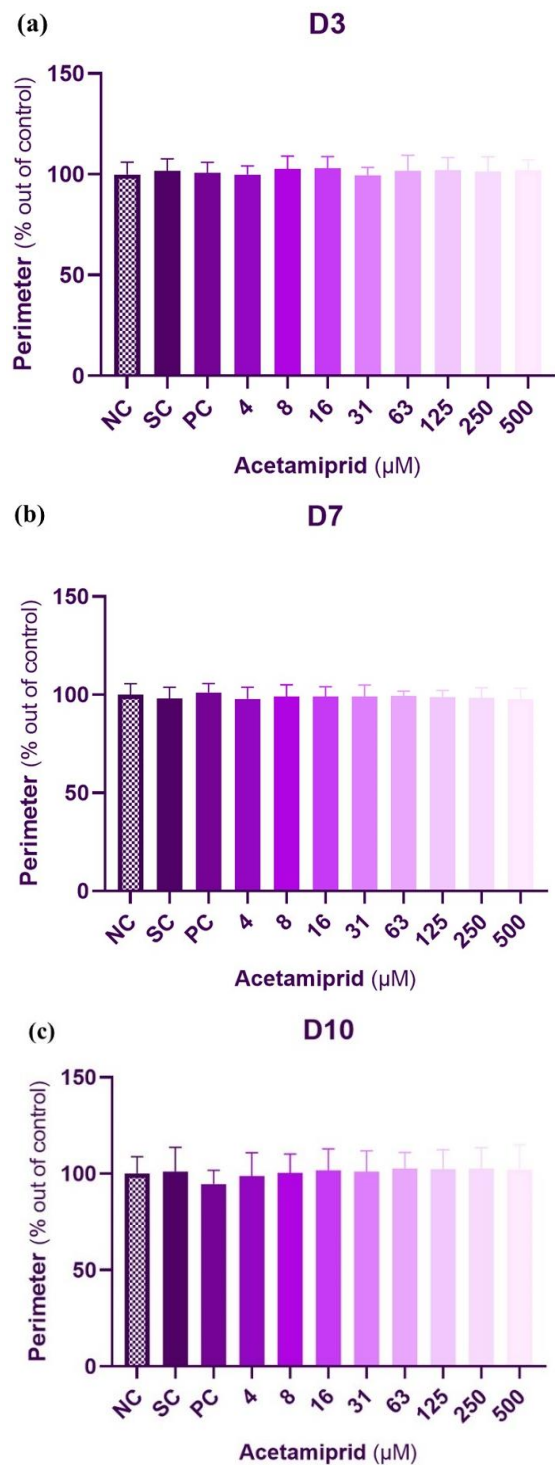 (a)
D3
Perimeter (% out of control)
150
100
50
0
NC SC PC 4 8 16 31 63 125 250 500
Acetamiprid (µM)
(b)
D7
Perimeter (% out of control)
150
100
50
0
NC SC PC 4 8 16 31 63 125 250 500
Acetamiprid (µM)
(c)
D10
Perimeter (% out of control)
150
100
50
0
NC SC PC 4 8 16 31 63 125 250 500
Acetamiprid (µM)